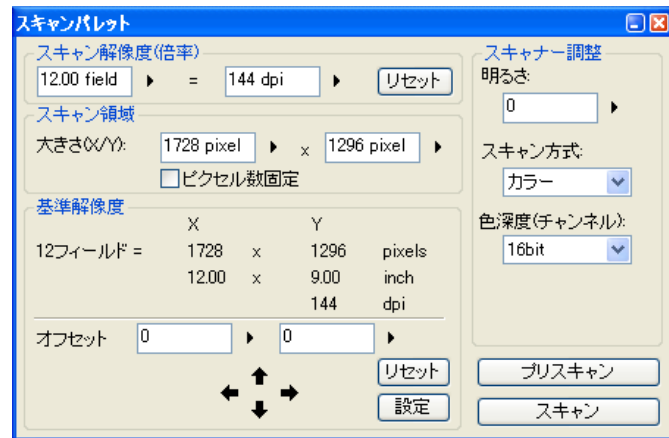 スキャンパレット
スキャン解像度(倍率)
12.00 field = 144 dpi リセット
スキャン領域
大きさ(X/Y): 1728 pixel x 1296 pixel
ピクセル数固定
基準解像度
X Y
12フィールド = 1728 x 1296 pixels
12.00 x 9.00 inch
144 dpi
オフセット 0 0
リセット
設定
スキャナー調整
明るさ:
0
スキャン方式:
カラー
色深度(チャンネル):
16bit
プリスキャン
スキャン